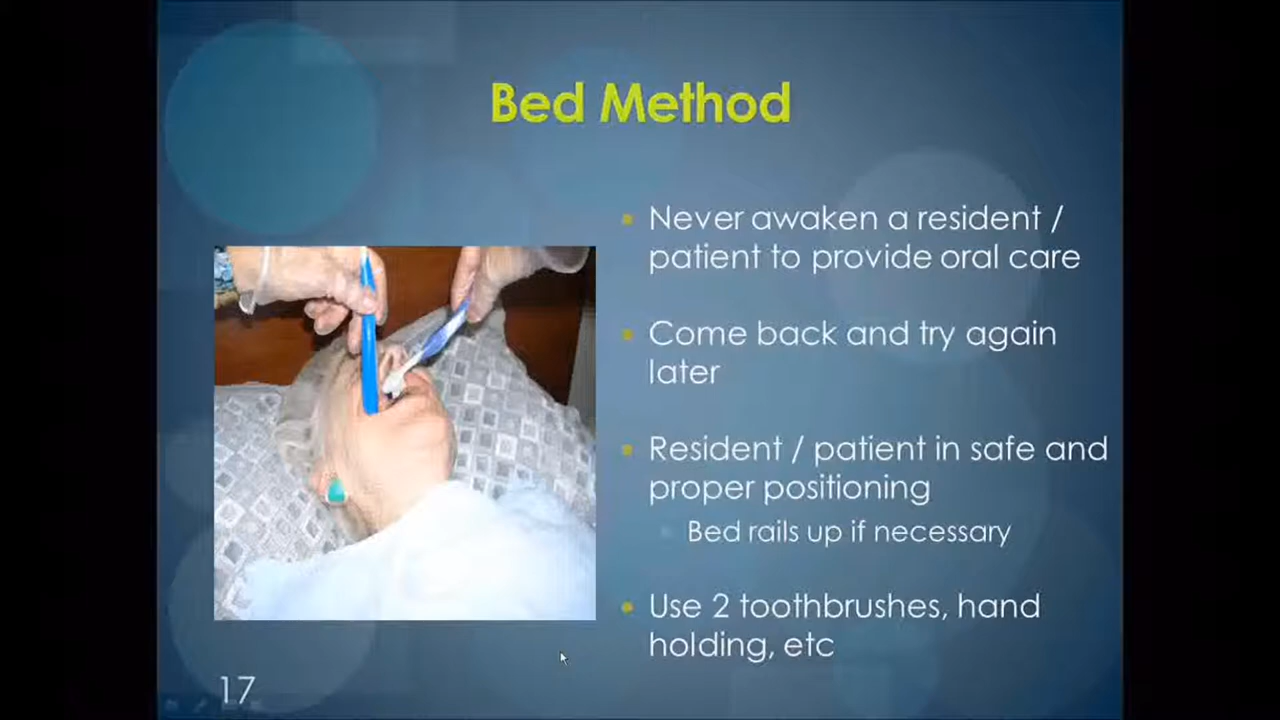 Bed Method
Never awaken a resident /
patient to provide oral care
Come back and try again
later
Resident / patient in safe and
proper positioning
Bed rails up if necessary
Use 2 toothbrushes, hand
holding, etc
17